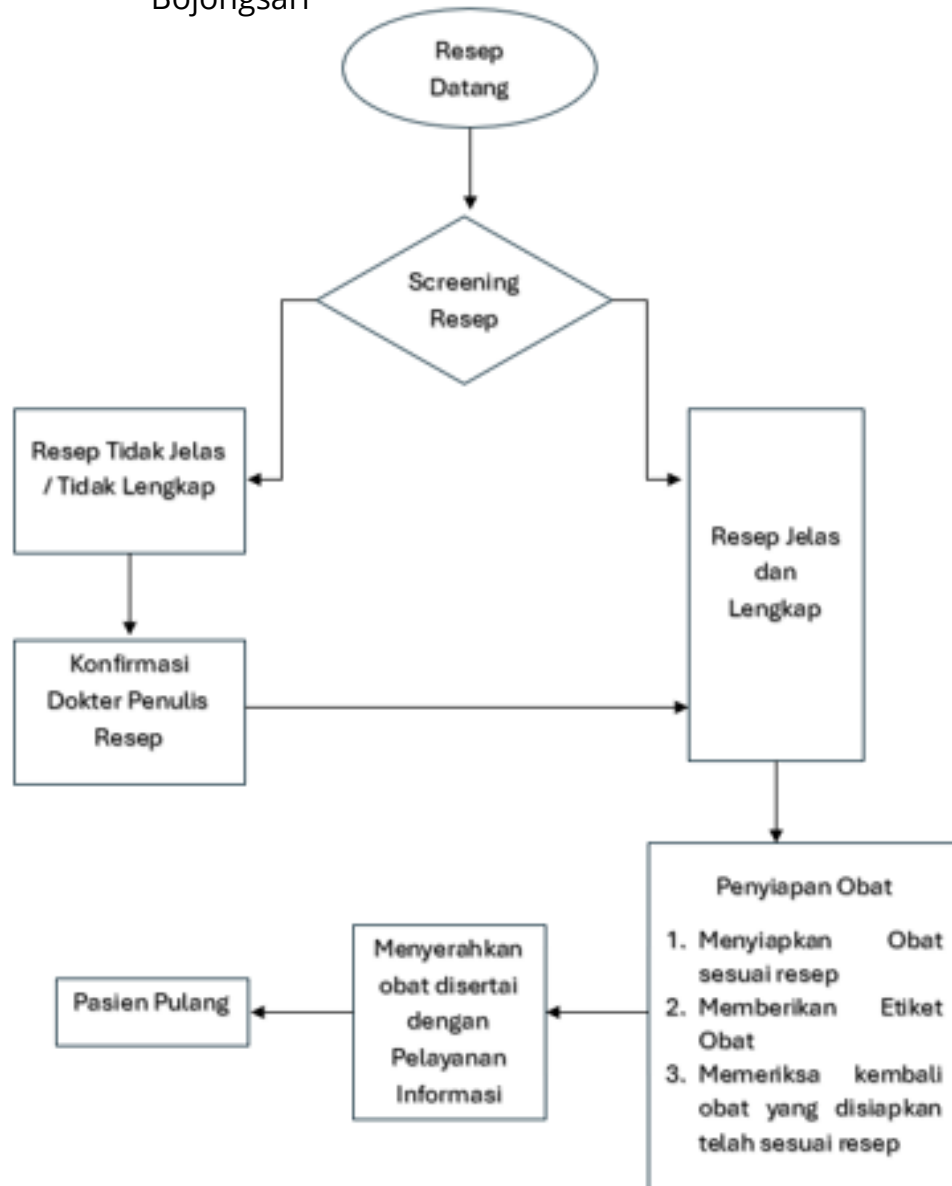 Bojongsari
Resep
Datang
Screening
Resep
Resep Tidak Jelas
/ Tidak Lengkap
Resep Jelas
dan
Lengkap
Konfirmasi
Dokter Penulis
Resep
Penyiapan Obat
1. Menyiapkan Obat
sesuai resep
2. Memberikan Etiket
Obat
3. Memeriksa kembali
obat yang disiapkan
telah sesuai resep
Menyerahkan
obat disertai
dengan
Pelayanan
Informasi
Pasien Pulang